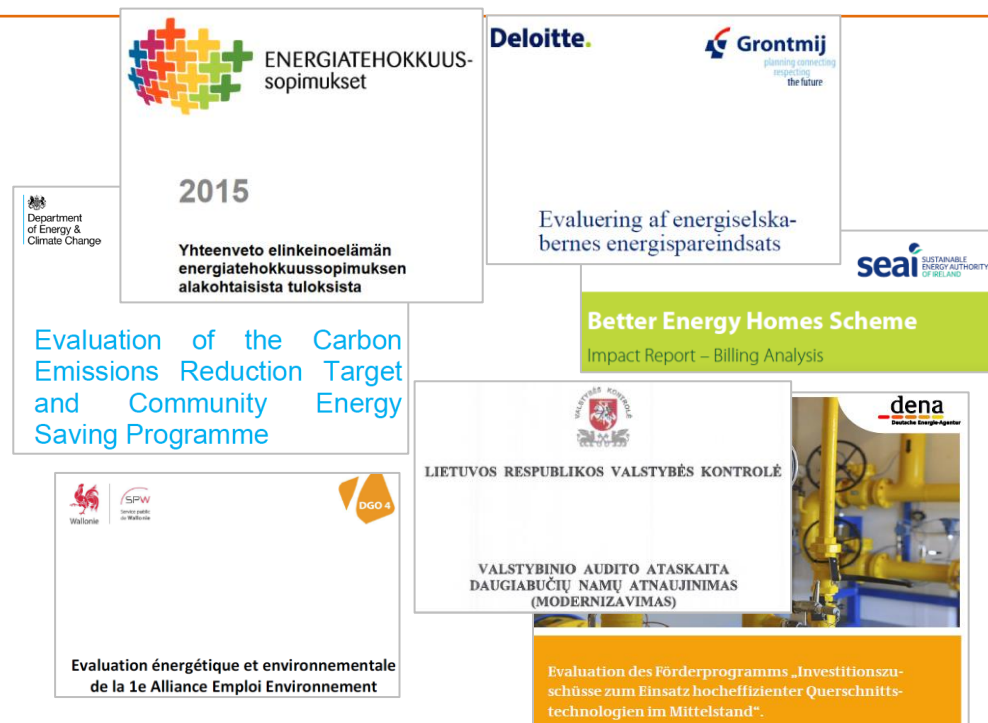 ENERGIATEHOKKUUS-
sopimukset
2015
Yhteenveto elinkeinoelämän
energiatehokkuussopimuksen
alakohtaisista tuloksista
Deloitte.
Grontmij
planning connecting
respecting
the future
Evaluering af energiselska-
bernes energispareindsats
Department
of Energy &
Climate Change
Evaluation of the Carbon
Emissions Reduction Target
and Community Energy
Saving Programme
seai SUSTAINABLE
ENERGY AUTHORITY
OF IRELAND
Better Energy Homes Scheme
Impact Report – Billing Analysis
VALSTYBĖS KONTROLĖ
LIETUVOS RESPUBLIKOS VALSTYBĖS KONTROLĖ
VALSTYBINIO AUDITO ATASKAITA
DAUGIABUČIŲ NAMŲ ATNAUJINIMAS
(MODERNIZAVIMAS)
dena
Deutsche Energie-Agentur
Evaluation des Förderprogramms „Investitionszu-
schüsse zum Einsatz hocheffizienter Querschnitts-
technologien im Mittelstand“.
Wallonie
SPW
Service public
de Wallonie
DGO 4
Evaluation énergétique et environnementale
de la 1e Alliance Emploi Environnement